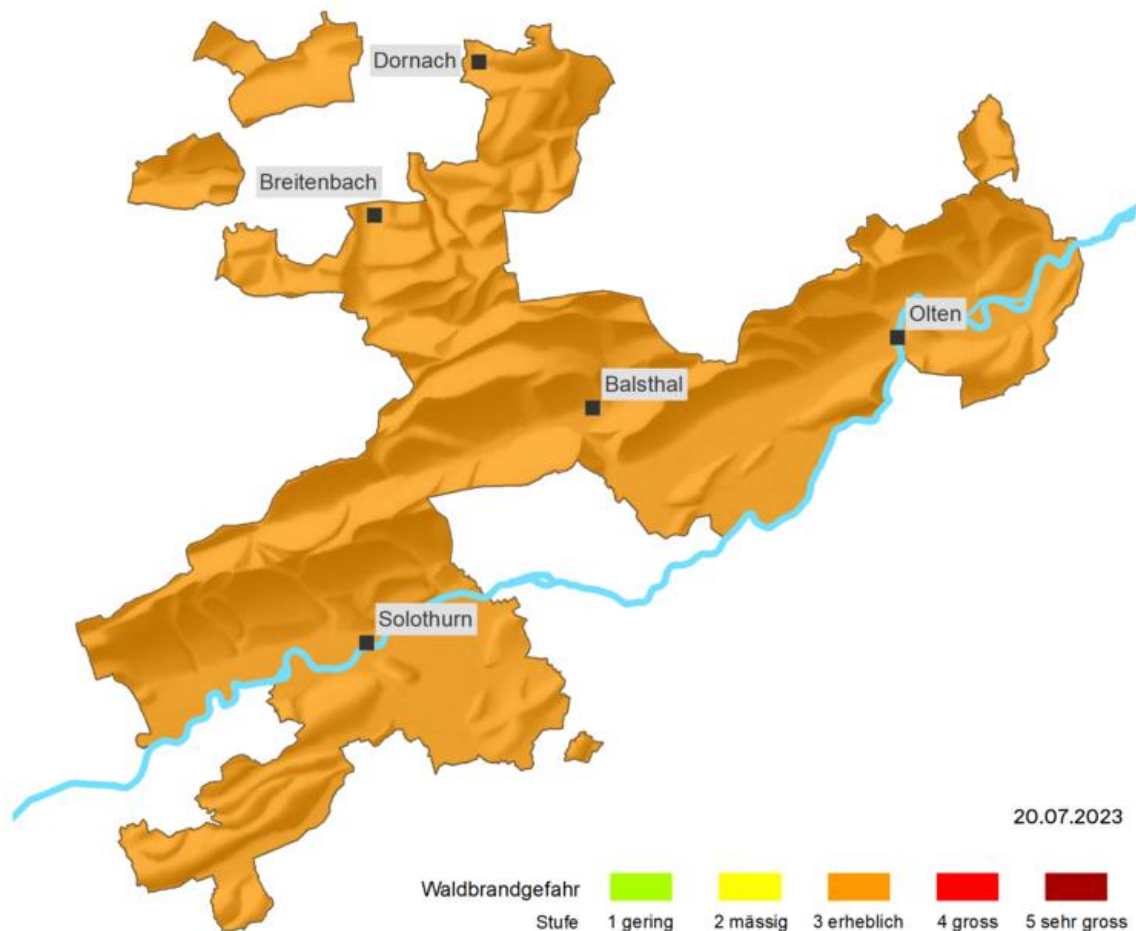 Dornach
Breitenbach
Olten
Balsthal
Solothurn
20.07.2023
Waldbrandgefahr
Stufe 1 gering 2 mässig 3 erheblich 4 gross 5 sehr gross